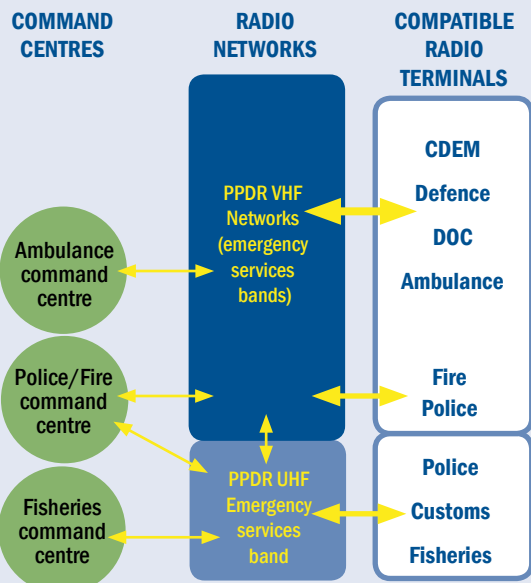 COMMAND
CENTRES
RADIO
NETWORKS
COMPATIBLE
RADIO
TERMINALS
Ambulance
command
centre
Police/Fire
command
centre
Fisheries
command
centre
PPDR VHF
Networks
(emergency
services
bands)
PPDR UHF
Emergency
services
band
CDEM
Defence
DOC
Ambulance
Fire
Police
Police
Customs
Fisheries